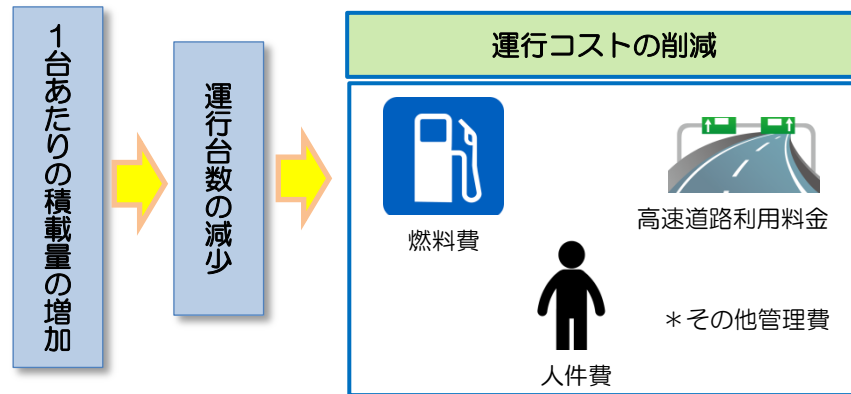 １台あたりの積載量の増加
運行台数の減少
運行コストの削減
燃料費
高速道路利用料金
人件費
＊その他管理費